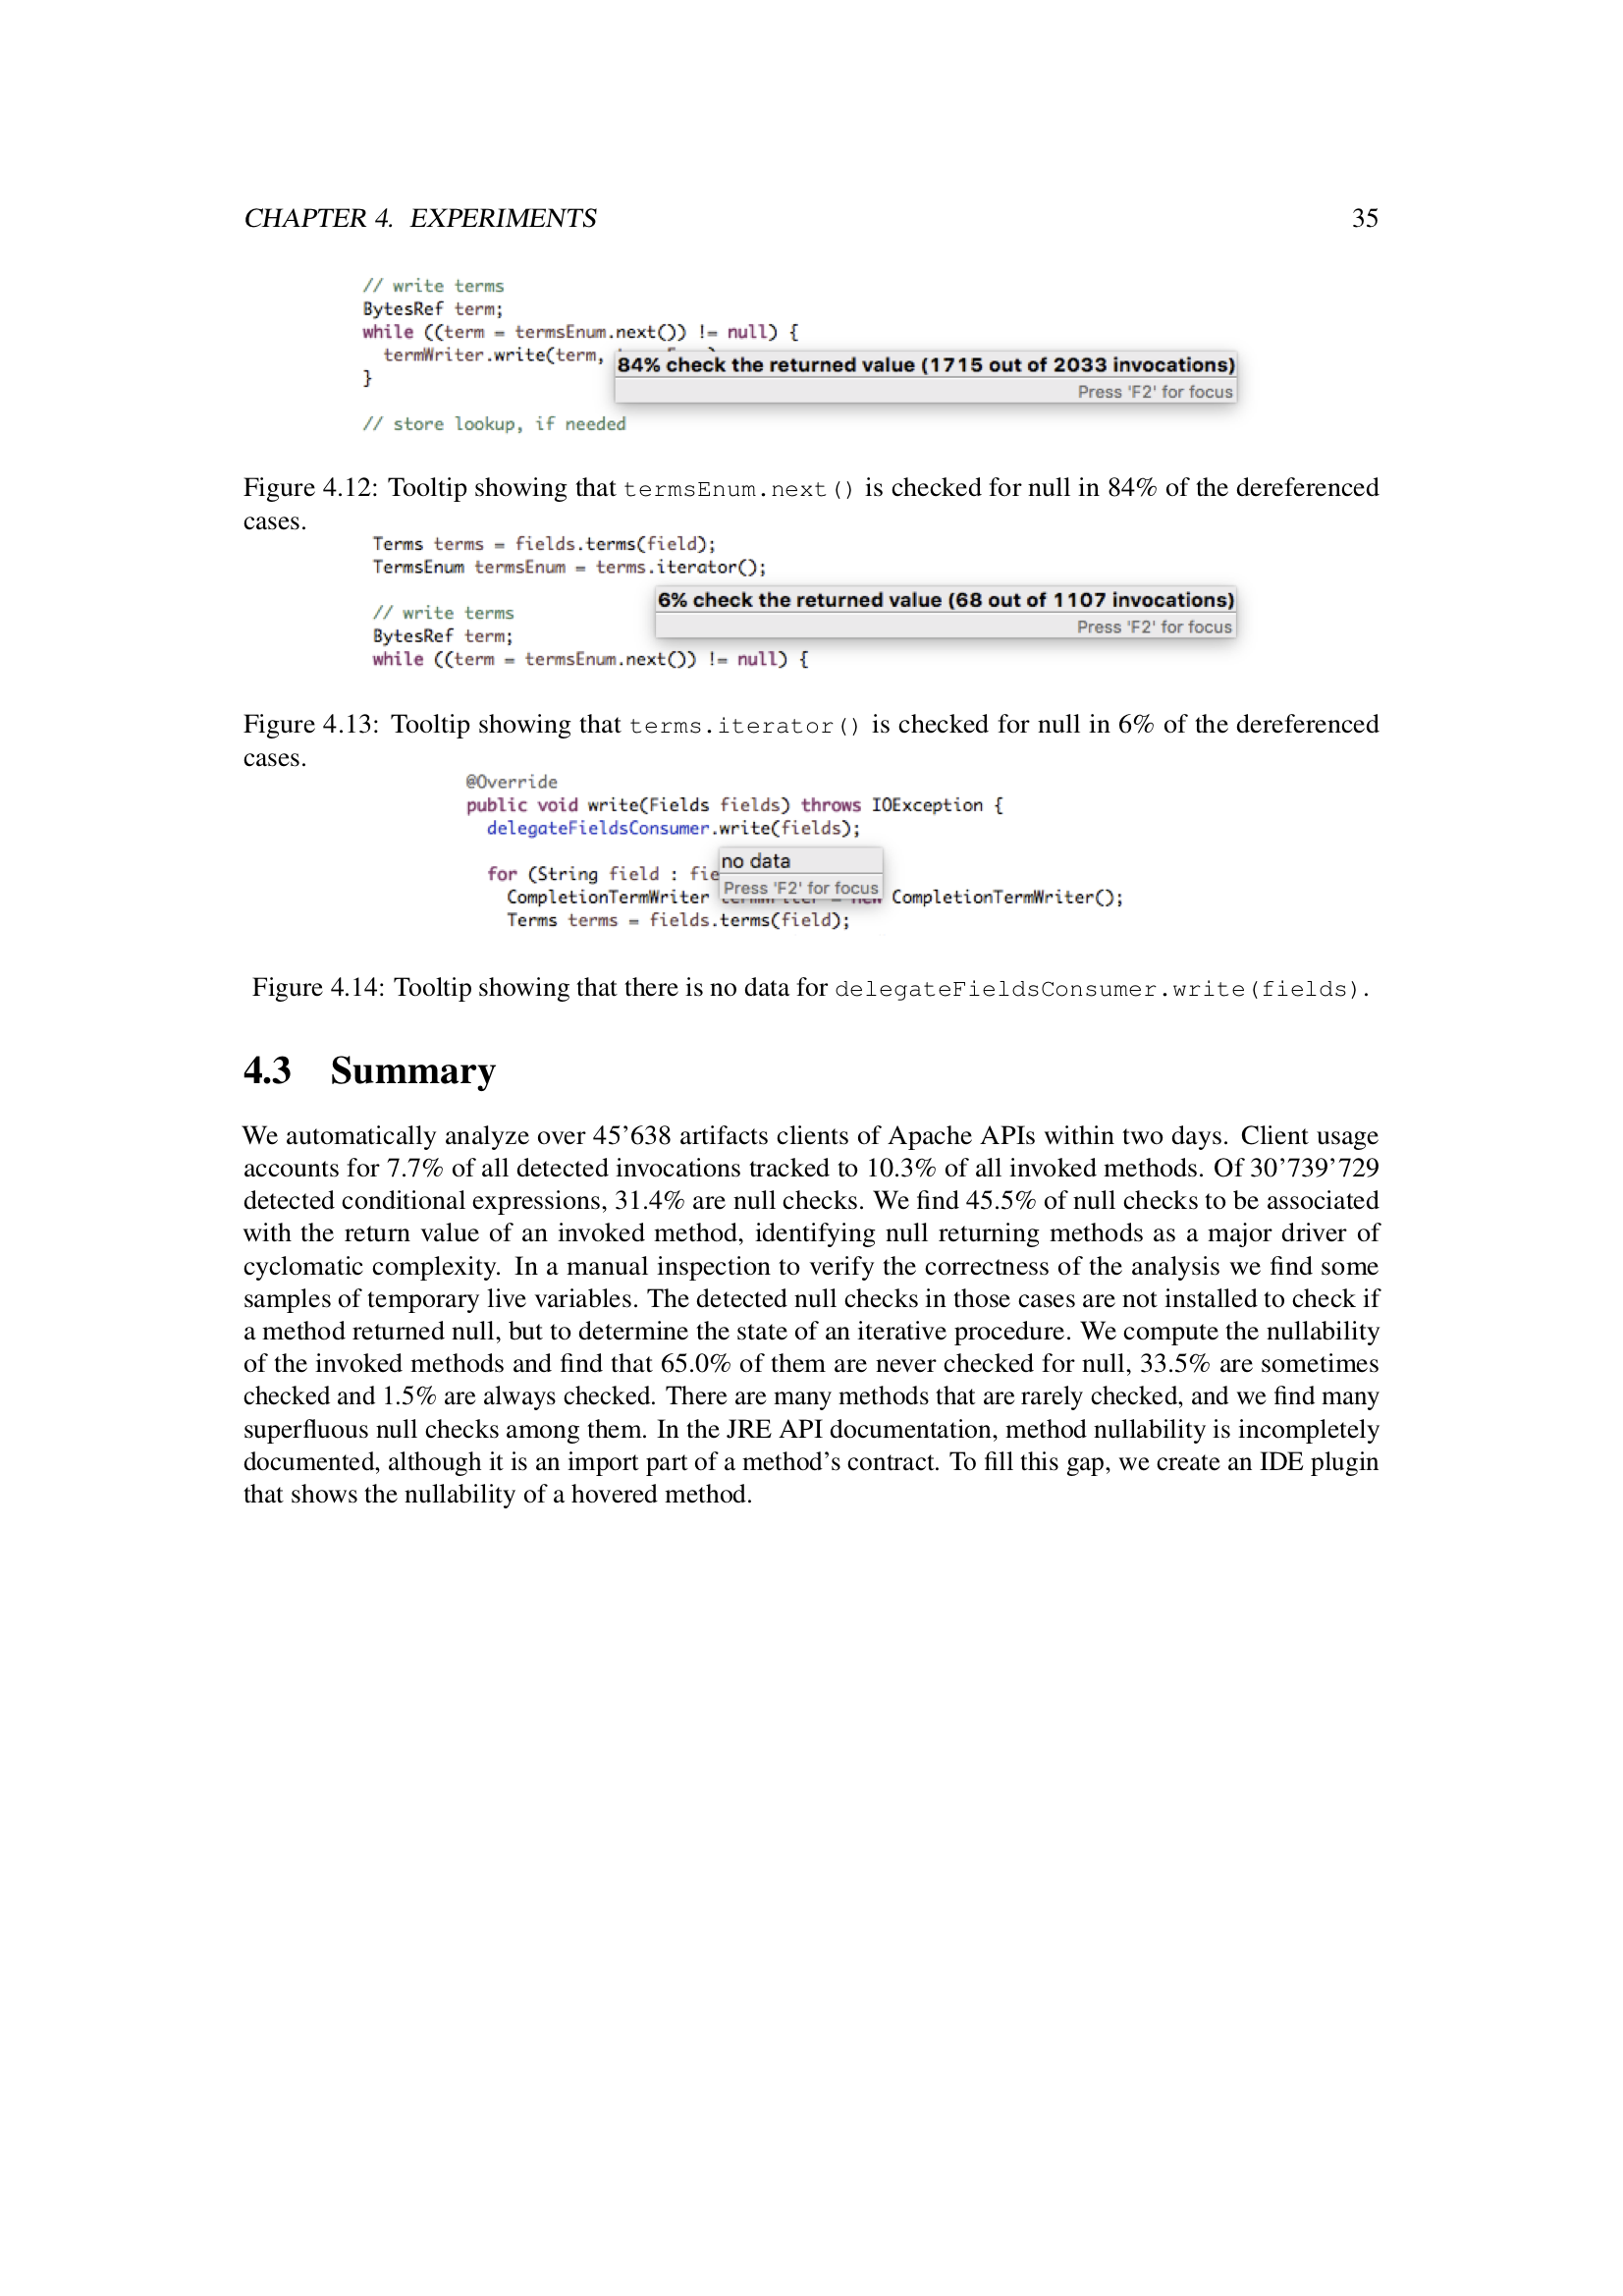 CHAPTER 4. EXPERIMENTS 35
// write terms
BytesRef term;
while ((term = termsEnum.next()) != null) {
termWriter.write(term,
84% check the returned value (1715 out of 2033 invocations)
}
Press 'F2' for focus
// store lookup, if needed
Figure 4.12: Tooltip showing that termsEnum.next() is checked for null in 84% of the dereferenced
cases.
Terms terms = fields.terms(field);
TermsEnum termsEnum = terms.iterator();
6% check the returned value (68 out of 1107 invocations)
// write terms
Press 'F2' for focus
BytesRef term;
while ((term = termsEnum.next()) != null) {
Figure 4.13: Tooltip showing that terms.iterator() is checked for null in 6% of the dereferenced
cases.
@Override
public void write(Fields fields) throws IOException {
delegateFieldsConsumer.write(fields);
no data
for (String field : fie
Press 'F2' for focus
CompletionTermWriter termWriter = new CompletionTermWriter();
Terms terms = fields.terms(field);
Figure 4.14: Tooltip showing that there is no data for delegateFieldsConsumer.write(fields).
4.3 Summary
We automatically analyze over 45’638 artifacts clients of Apache APIs within two days. Client usage
accounts for 7.7% of all detected invocations tracked to 10.3% of all invoked methods. Of 30’739’729
detected conditional expressions, 31.4% are null checks. We find 45.5% of null checks to be associated
with the return value of an invoked method, identifying null returning methods as a major driver of
cyclomatic complexity. In a manual inspection to verify the correctness of the analysis we find some
samples of temporary live variables. The detected null checks in those cases are not installed to check if
a method returned null, but to determine the state of an iterative procedure. We compute the nullability
of the invoked methods and find that 65.0% of them are never checked for null, 33.5% are sometimes
checked and 1.5% are always checked. There are many methods that are rarely checked, and we find many
superfluous null checks among them. In the JRE API documentation, method nullability is incompletely
documented, although it is an import part of a method’s contract. To fill this gap, we create an IDE plugin
that shows the nullability of a hovered method.